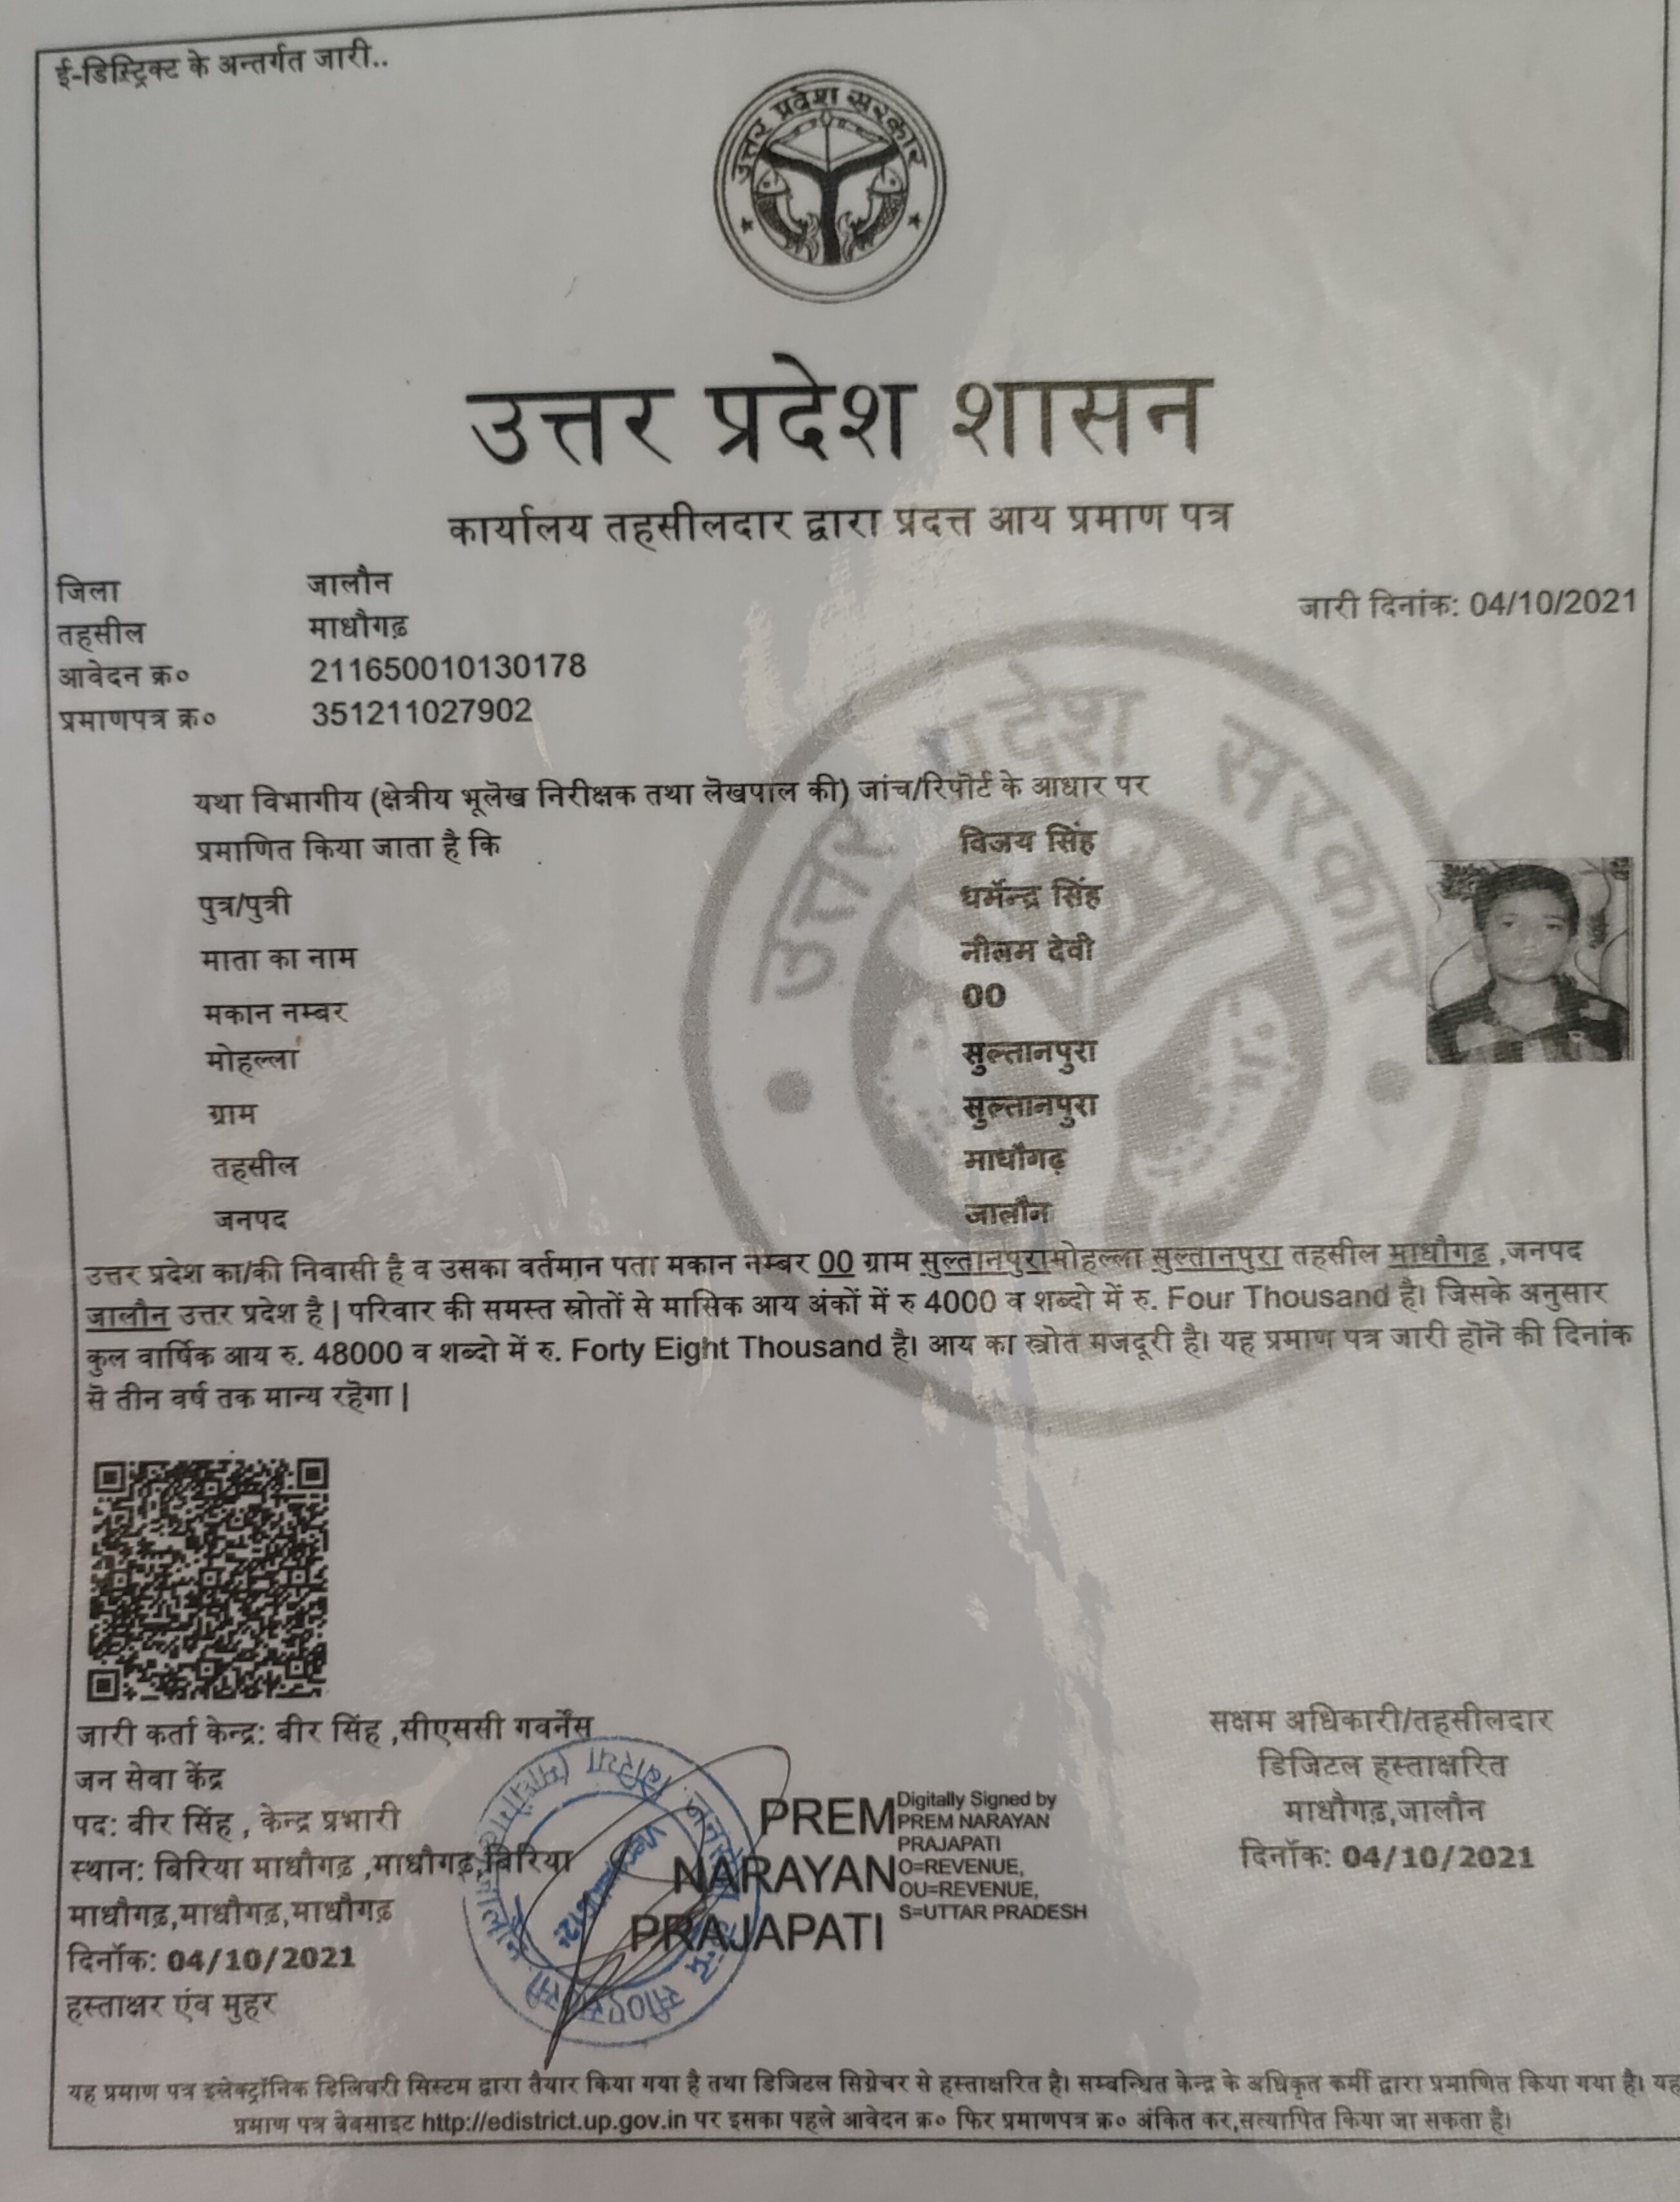 ई-डिस्ट्रिक्ट के अन्तर्गत जारी..
उत्तर प्रदेश सरकार
उत्तर प्रदेश शासन
कार्यालय तहसीलदार द्वारा प्रदत्त आय प्रमाण पत्र
जिला जालौन
जारी दिनांक: 04/10/2021
तहसील माधौगढ़
आवेदन क्र० 211650010130178
प्रमाणपत्र क्र० 351211027902
उत्तर प्रदेश सरकार
यथा विभागीय (क्षेत्रीय भूलेख निरीक्षक तथा लेखपाल की) जांच/रिपोर्ट के आधार पर
प्रमाणित किया जाता है कि विजय सिंह
पुत्र/पुत्री धर्मेन्द्र सिंह
माता का नाम नीलम देवी
मकान नम्बर 00
मोहल्ला सुल्तानपुरा
ग्राम सुल्तानपुरा
तहसील माधौगढ़
जनपद जालौन
उत्तर प्रदेश का/की निवासी है व उसका वर्तमान पता मकान नम्बर 00 ग्राम सुल्तानपुरामोहल्ला सुल्तानपुरा तहसील माधौगढ़ ,जनपद
जालौन उत्तर प्रदेश है | परिवार की समस्त स्रोतों से मासिक आय अंकों में रु 4000 व शब्दो में रु. Four Thousand है। जिसके अनुसार
कुल वार्षिक आय रु. 48000 व शब्दो में रु. Forty Eight Thousand है। आय का स्त्रोत मजदूरी है। यह प्रमाण पत्र जारी होने की दिनांक
से तीन वर्ष तक मान्य रहेगा |
जारी कर्ता केन्द्र: वीर सिंह ,सीएससी गवर्नेंस
जन सेवा केंद्र
पद: वीर सिंह , केन्द्र प्रभारी
स्थान: बिरिया माधौगढ़ ,माधौगढ़,बिरिया
माधौगढ़,माधौगढ़,माधौगढ़
दिनॉक: 04/10/2021
हस्ताक्षर एंव मुहर
PREM
NARAYAN
PRAJAPATI
Digitally Signed by
PREM NARAYAN
PRAJAPATI
O=REVENUE,
OU=REVENUE,
S=UTTAR PRADESH
सक्षम अधिकारी/तहसीलदार
डिजिटल हस्ताक्षरित
माधौगढ़,जालौन
दिनॉक: 04/10/2021
यह प्रमाण पत्र इलेक्ट्रॉनिक डिलिवरी सिस्टम द्वारा तैयार किया गया है तथा डिजिटल सिग्नेचर से हस्ताक्षरित है। सम्बन्धित केन्द्र के अधिकृत कर्मी द्वारा प्रमाणित किया गया है। यह
प्रमाण पत्र वेबसाइट http://edistrict.up.gov.in पर इसका पहले आवेदन क्र० फिर प्रमाणपत्र क्र० अंकित कर,सत्यापित किया जा सकता है।